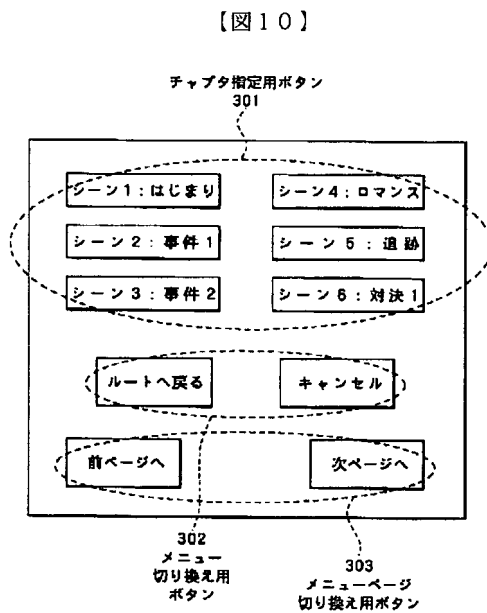 【図10】
チャプタ指定用ボタン
301
シーン1：はじまり
シーン4：ロマンス
シーン2：事件1
シーン5：追跡
シーン3：事件2
シーン6：対決1
ルートへ戻る
キャンセル
前ページへ
次ページへ
302
メニュー
切り換え用
ボタン
303
メニューページ
切り換え用ボタン